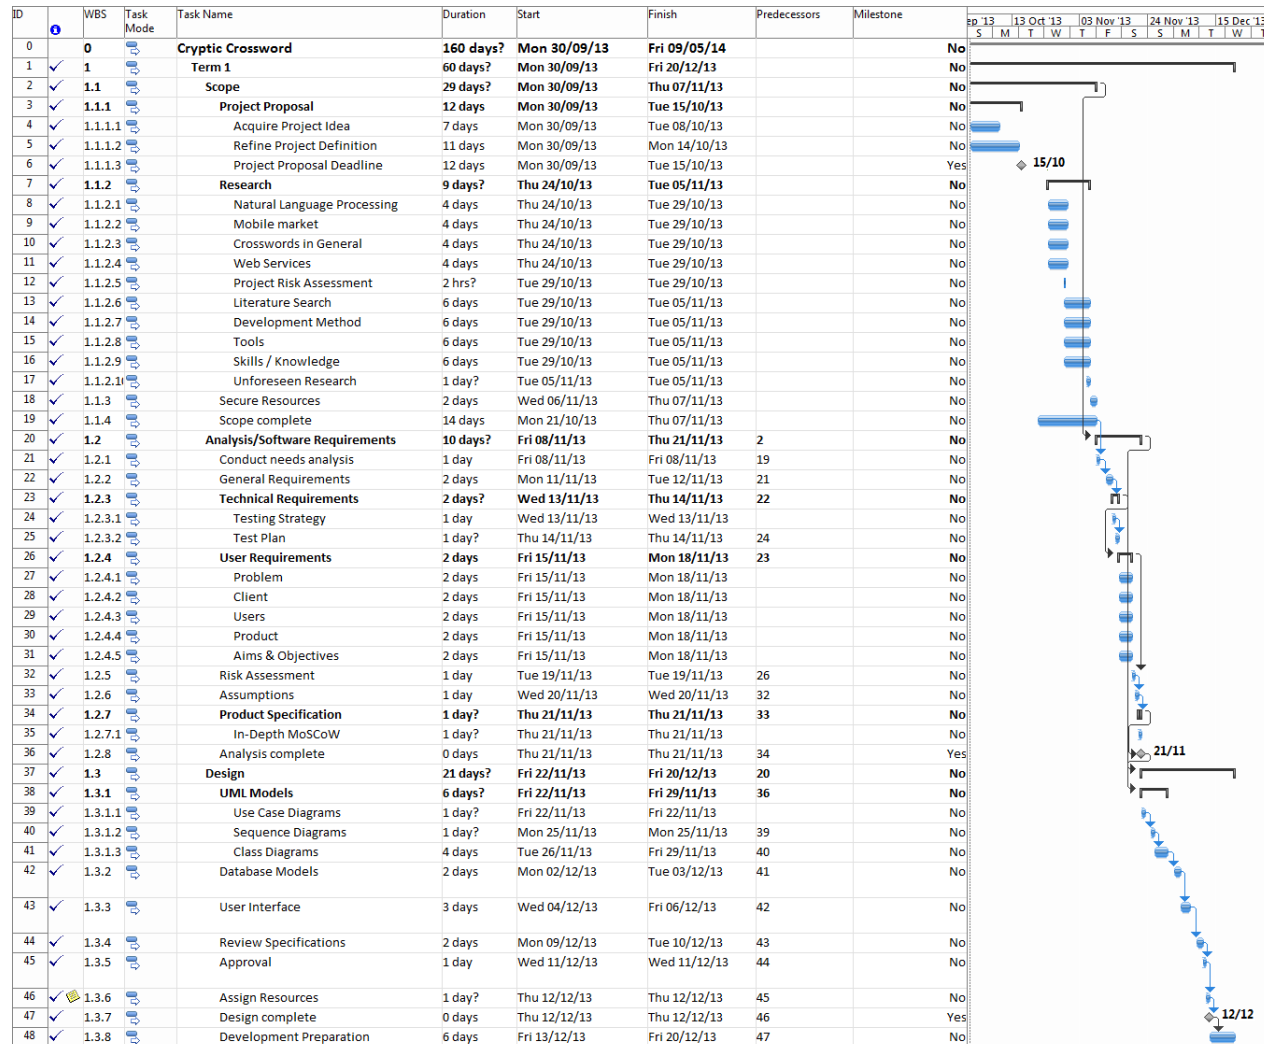 ID WBS Task Mode Task Name Duration Start Finish Predecessors Milestone
ep '13 13 Oct '13 03 Nov '13 24 Nov '13 15 Dec '13
S M T W T F S S M T W T
0 0 Cryptic Crossword 160 days? Mon 30/09/13 Fri 09/05/14 No
1 1 Term 1 60 days? Mon 30/09/13 Fri 20/12/13 No
2 1.1 Scope 29 days? Mon 30/09/13 Thu 07/11/13 No
3 1.1.1 Project Proposal 12 days Mon 30/09/13 Tue 15/10/13 No
4 1.1.1.1 Acquire Project Idea 7 days Mon 30/09/13 Tue 08/10/13 No
5 1.1.1.2 Refine Project Definition 11 days Mon 30/09/13 Mon 14/10/13 No
6 1.1.1.3 Project Proposal Deadline 12 days Mon 30/09/13 Tue 15/10/13 Yes 15/10
7 1.1.2 Research 9 days? Thu 24/10/13 Tue 05/11/13 No
8 1.1.2.1 Natural Language Processing 4 days Thu 24/10/13 Tue 29/10/13 No
9 1.1.2.2 Mobile market 4 days Thu 24/10/13 Tue 29/10/13 No
10 1.1.2.3 Crosswords in General 4 days Thu 24/10/13 Tue 29/10/13 No
11 1.1.2.4 Web Services 4 days Thu 24/10/13 Tue 29/10/13 No
12 1.1.2.5 Project Risk Assessment 2 hrs? Tue 29/10/13 Tue 29/10/13 No
13 1.1.2.6 Literature Search 6 days Tue 29/10/13 Tue 05/11/13 No
14 1.1.2.7 Development Method 6 days Tue 29/10/13 Tue 05/11/13 No
15 1.1.2.8 Tools 6 days Tue 29/10/13 Tue 05/11/13 No
16 1.1.2.9 Skills / Knowledge 6 days Tue 29/10/13 Tue 05/11/13 No
17 1.1.2.10 Unforeseen Research 1 day? Tue 05/11/13 Tue 05/11/13 No
18 1.1.3 Secure Resources 2 days Wed 06/11/13 Thu 07/11/13 No
19 1.1.4 Scope complete 14 days Mon 21/10/13 Thu 07/11/13 No
20 1.2 Analysis/Software Requirements 10 days? Fri 08/11/13 Thu 21/11/13 2 No
21 1.2.1 Conduct needs analysis 1 day Fri 08/11/13 Fri 08/11/13 19 No
22 1.2.2 General Requirements 2 days Mon 11/11/13 Tue 12/11/13 21 No
23 1.2.3 Technical Requirements 2 days? Wed 13/11/13 Thu 14/11/13 22 No
24 1.2.3.1 Testing Strategy 1 day Wed 13/11/13 Wed 13/11/13 No
25 1.2.3.2 Test Plan 1 day? Thu 14/11/13 Thu 14/11/13 24 No
26 1.2.4 User Requirements 2 days Fri 15/11/13 Mon 18/11/13 23 No
27 1.2.4.1 Problem 2 days Fri 15/11/13 Mon 18/11/13 No
28 1.2.4.2 Client 2 days Fri 15/11/13 Mon 18/11/13 No
29 1.2.4.3 Users 2 days Fri 15/11/13 Mon 18/11/13 No
30 1.2.4.4 Product 2 days Fri 15/11/13 Mon 18/11/13 No
31 1.2.4.5 Aims & Objectives 2 days Fri 15/11/13 Mon 18/11/13 No
32 1.2.5 Risk Assessment 1 day Tue 19/11/13 Tue 19/11/13 26 No
33 1.2.6 Assumptions 1 day Wed 20/11/13 Wed 20/11/13 32 No
34 1.2.7 Product Specification 1 day? Thu 21/11/13 Thu 21/11/13 33 No
35 1.2.7.1 In-Depth MoSCoW 1 day? Thu 21/11/13 Thu 21/11/13 No
36 1.2.8 Analysis complete 0 days Thu 21/11/13 Thu 21/11/13 34 Yes 21/11
37 1.3 Design 21 days? Fri 22/11/13 Fri 20/12/13 20 No
38 1.3.1 UML Models 6 days? Fri 22/11/13 Fri 29/11/13 36 No
39 1.3.1.1 Use Case Diagrams 1 day? Fri 22/11/13 Fri 22/11/13 No
40 1.3.1.2 Sequence Diagrams 1 day? Mon 25/11/13 Mon 25/11/13 39 No
41 1.3.1.3 Class Diagrams 4 days Tue 26/11/13 Fri 29/11/13 40 No
42 1.3.2 Database Models 2 days Mon 02/12/13 Tue 03/12/13 41 No
43 1.3.3 User Interface 3 days Wed 04/12/13 Fri 06/12/13 42 No
44 1.3.4 Review Specifications 2 days Mon 09/12/13 Tue 10/12/13 43 No
45 1.3.5 Approval 1 day Wed 11/12/13 Wed 11/12/13 44 No
46 1.3.6 Assign Resources 1 day? Thu 12/12/13 Thu 12/12/13 45 No
47 1.3.7 Design complete 0 days Thu 12/12/13 Thu 12/12/13 46 Yes 12/12
48 1.3.8 Development Preparation 6 days Fri 13/12/13 Fri 20/12/13 47 No